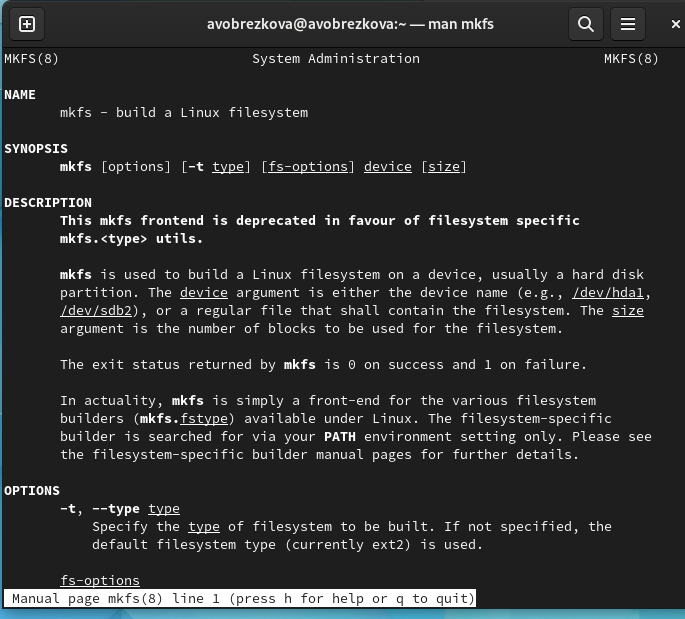 avobrezkova@avobrezkova:~ — man mkfs
MKFS(8) System Administration MKFS(8)
NAME
mkfs - build a Linux filesystem
SYNOPSIS
mkfs [options] [-t type] [fs-options] device [size]
DESCRIPTION
This mkfs frontend is deprecated in favour of filesystem specific
mkfs.<type> utils.
mkfs is used to build a Linux filesystem on a device, usually a hard disk
partition. The device argument is either the device name (e.g., /dev/hda1,
/dev/sdb2), or a regular file that shall contain the filesystem. The size
argument is the number of blocks to be used for the filesystem.
The exit status returned by mkfs is 0 on success and 1 on failure.
In actuality, mkfs is simply a front-end for the various filesystem
builders (mkfs.fstype) available under Linux. The filesystem-specific
builder is searched for via your PATH environment setting only. Please see
the filesystem-specific builder manual pages for further details.
OPTIONS
-t, --type type
Specify the type of filesystem to be built. If not specified, the
default filesystem type (currently ext2) is used.
fs-options
Manual page mkfs(8) line 1 (press h for help or q to quit)